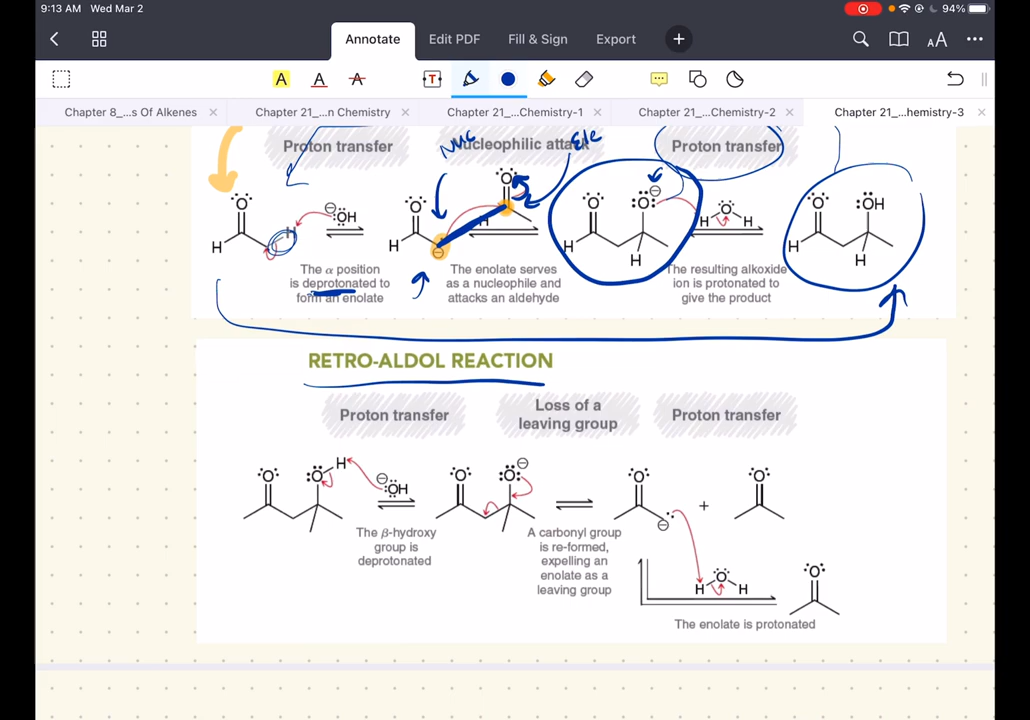 9:13 AM Wed Mar 2
94%
Annotate Edit PDF Fill & Sign Export +
AA
A A A T
Chapter 8_...s Of Alkenes × Chapter 21_...n Chemistry × Chapter 21_...Chemistry-1 × Chapter 21_...Chemistry-2 × Chapter 21_...hemistry-3 ×
Nuc Ele
Proton transfer Nucleophilic attack Proton transfer
:O: :O: :O: :O: :Ö:⊖ :O: :ÖH
H H ⊖:ÖH H ⊖ H H H H O H H H
The α position
is deprotonated to
form an enolate
The enolate serves
as a nucleophile and
attacks an aldehyde
The resulting alkoxide
ion is protonated to
give the product
RETRO-ALDOL REACTION
Proton transfer
Loss of a
leaving group
Proton transfer
:O: :Ö H ⊖:ÖH :O: :Ö:⊖ :O: ⊖ + :O:
The β-hydroxy
group is
deprotonated
A carbonyl group
is re-formed,
expelling an
enolate as a
leaving group
H O H :O:
The enolate is protonated